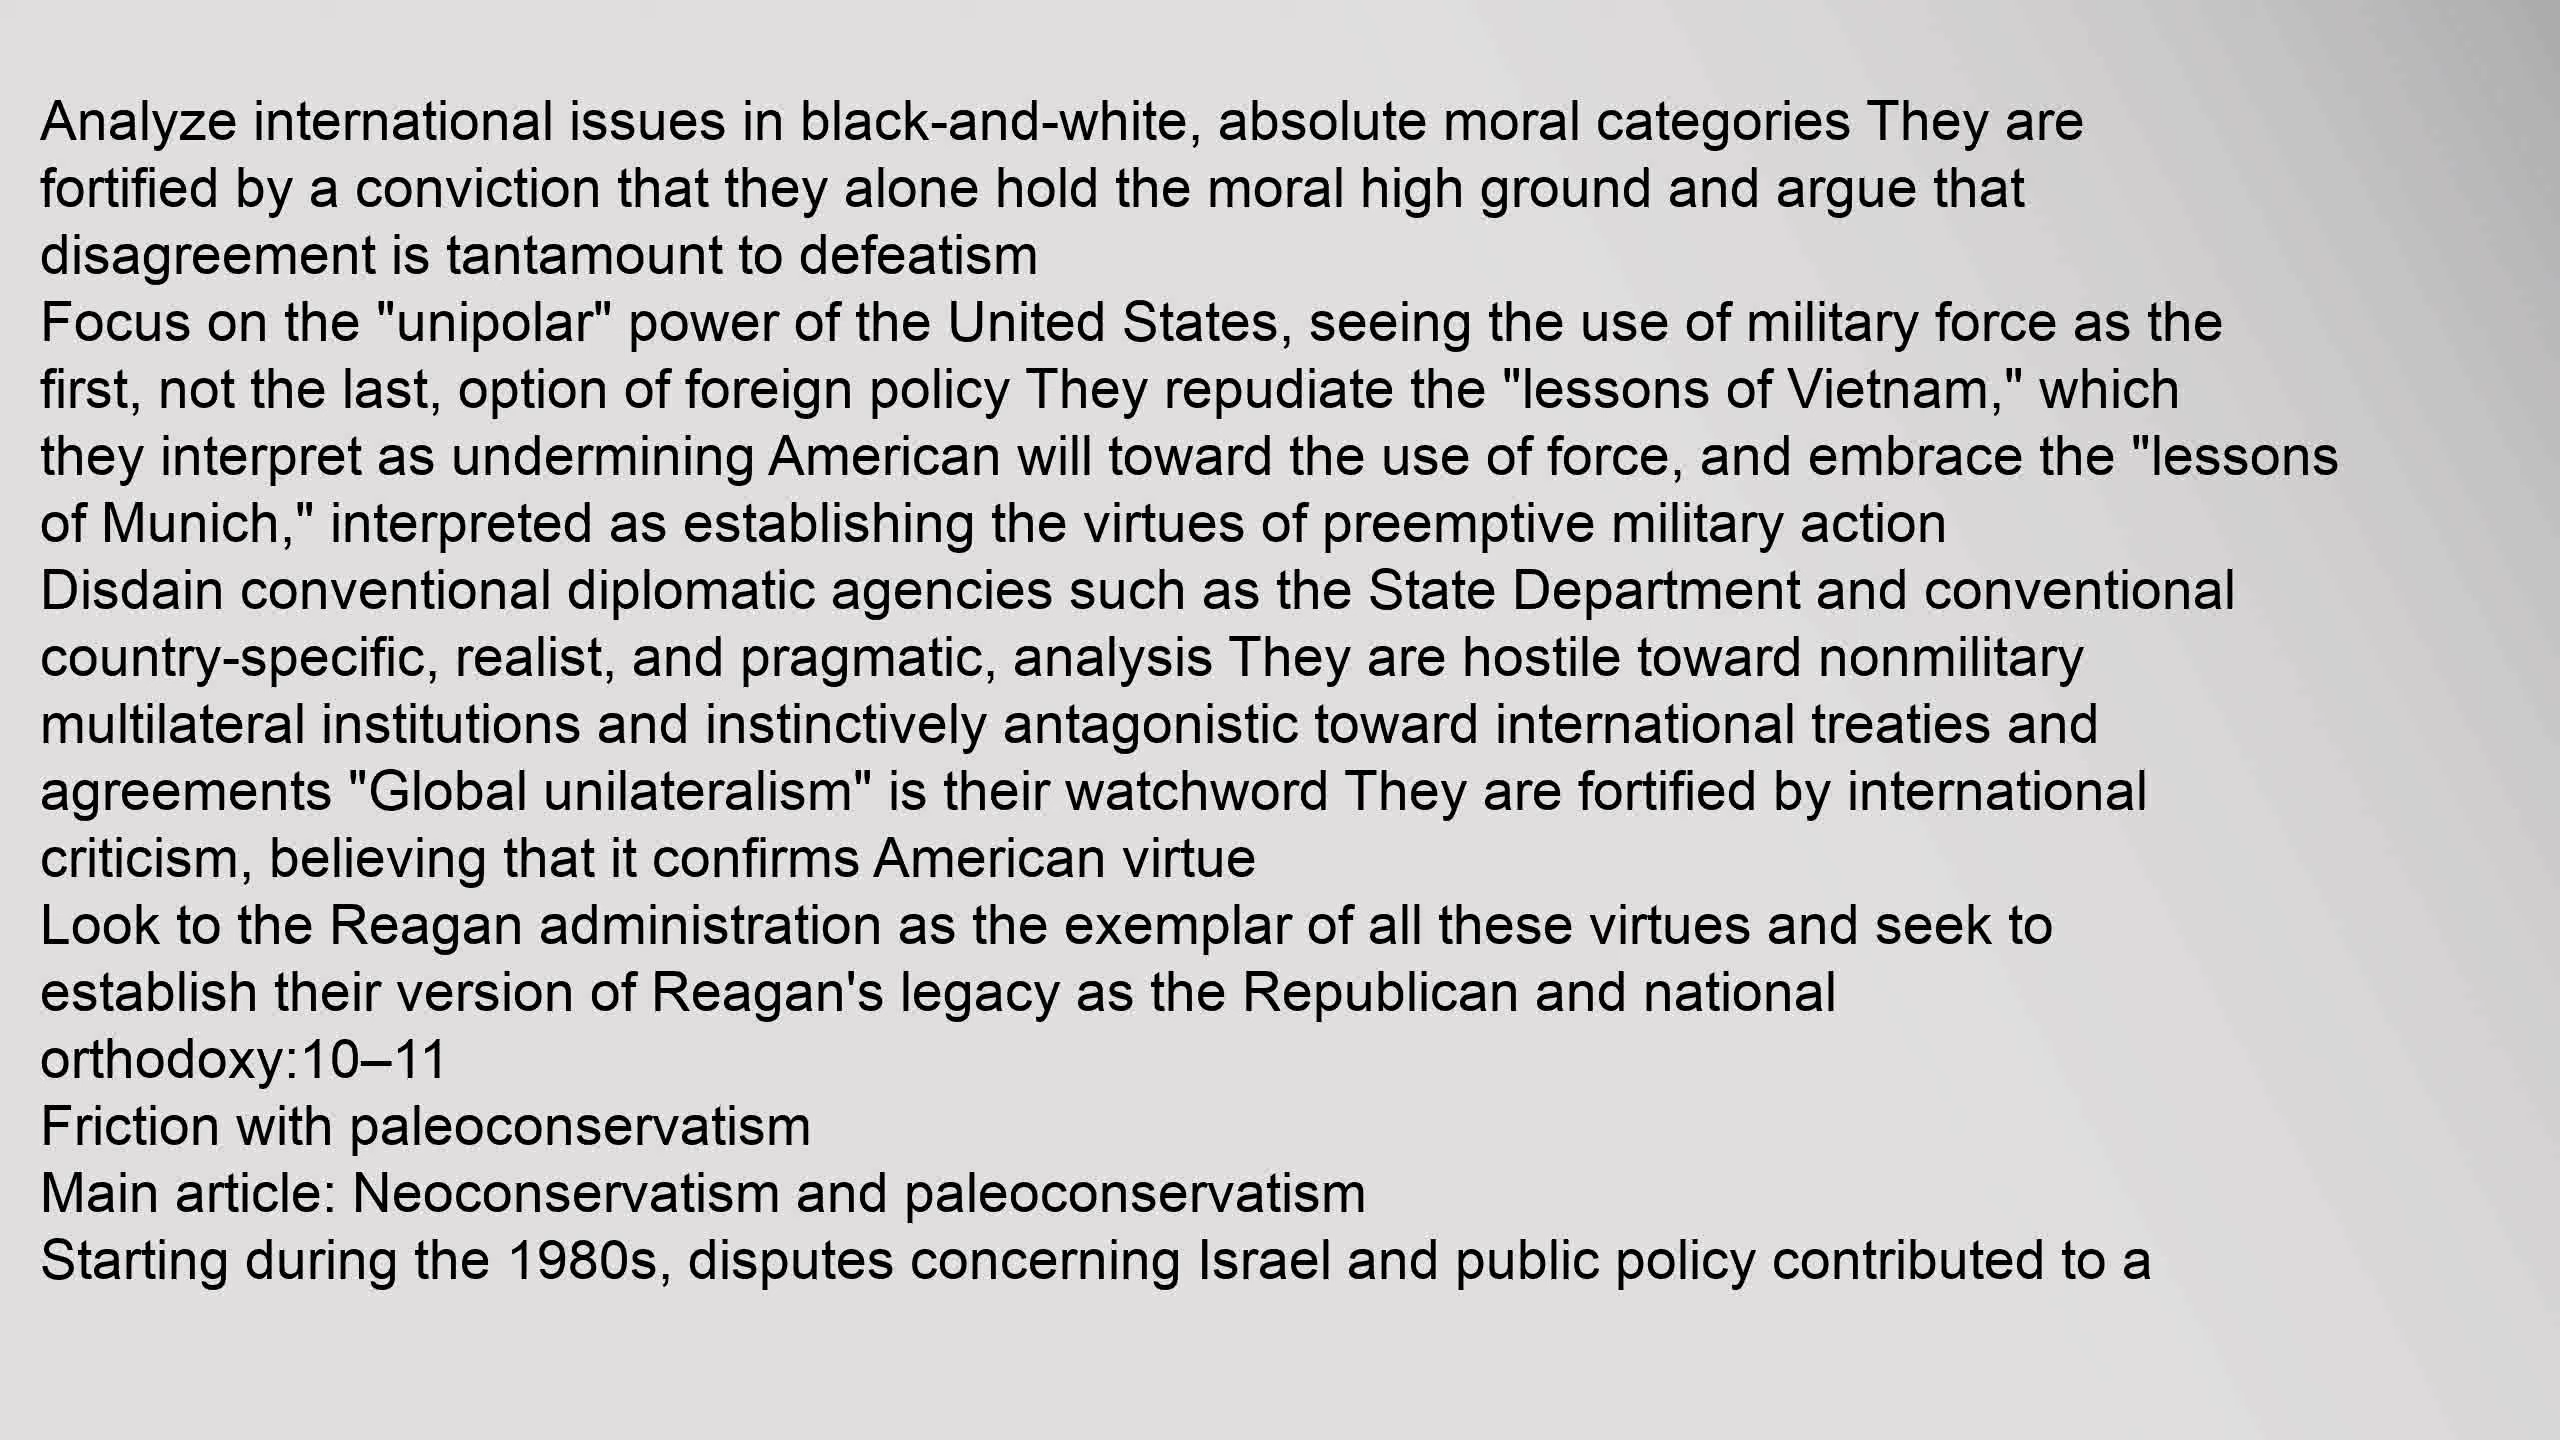 Analyze international issues in black-and-white, absolute moral categories They are
fortified by a conviction that they alone hold the moral high ground and argue that
disagreement is tantamount to defeatism
Focus on the "unipolar" power of the United States, seeing the use of military force as the
first, not the last, option of foreign policy They repudiate the "lessons of Vietnam," which
they interpret as undermining American will toward the use of force, and embrace the "lessons
of Munich," interpreted as establishing the virtues of preemptive military action
Disdain conventional diplomatic agencies such as the State Department and conventional
country-specific, realist, and pragmatic, analysis They are hostile toward nonmilitary
multilateral institutions and instinctively antagonistic toward international treaties and
agreements "Global unilateralism" is their watchword They are fortified by international
criticism, believing that it confirms American virtue
Look to the Reagan administration as the exemplar of all these virtues and seek to
establish their version of Reagan's legacy as the Republican and national
orthodoxy:10–11
Friction with paleoconservatism
Main article: Neoconservatism and paleoconservatism
Starting during the 1980s, disputes concerning Israel and public policy contributed to a